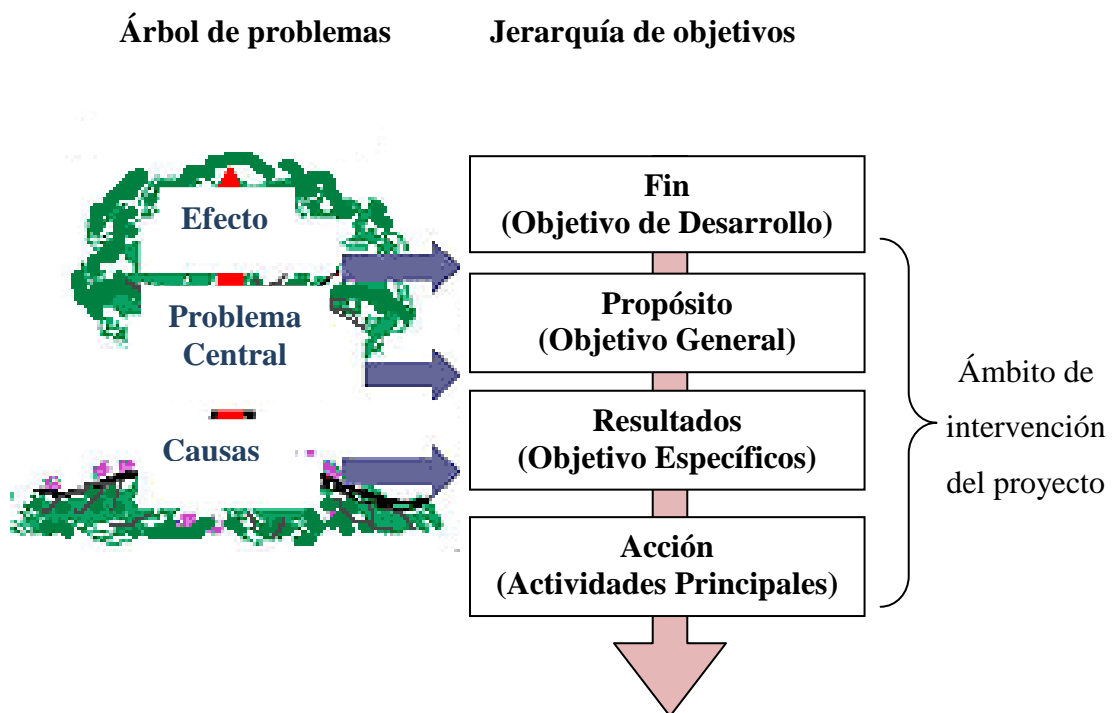 Árbol de problemas
Jerarquía de objetivos
Efecto
Problema
Central
Causas
Fin
(Objetivo de Desarrollo)
Propósito
(Objetivo General)
Resultados
(Objetivo Específicos)
Acción
(Actividades Principales)
Ámbito de
intervención
del proyecto